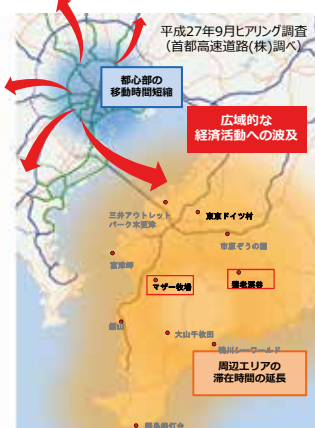 平成27年9月ヒアリング調査
(首都高速道路(株)調べ)
都心部の
移動時間短縮
広域的な
経済活動への波及
三井アウトレット
パーク木更津
東京ドイツ村
市原ぞうの国
富津岬
マザー牧場
養老渓谷
鋸山
大山千枚田
鴨川シーワールド
周辺エリアの
滞在時間の延長